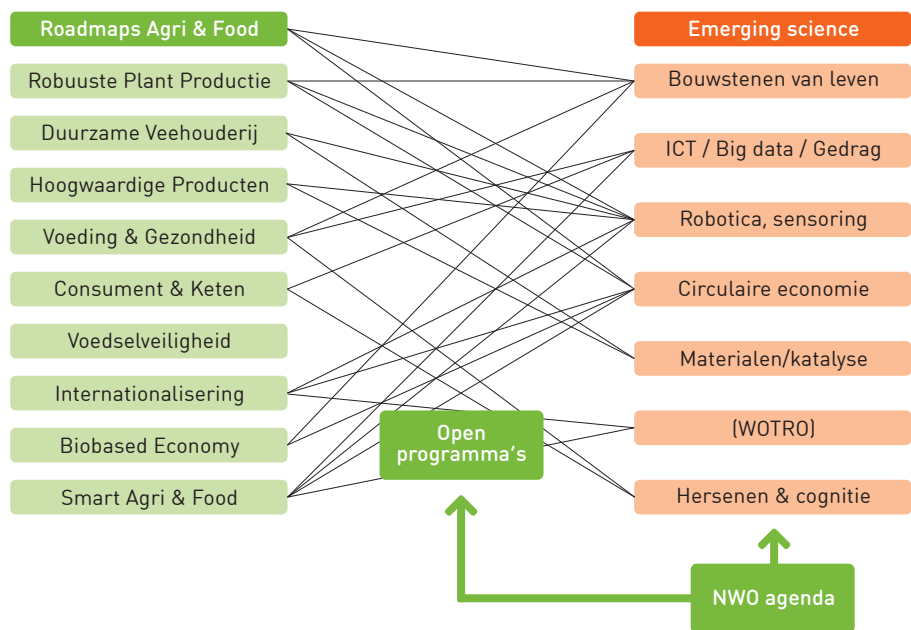 Roadmaps Agri & Food
Robuuste Plant Productie
Duurzame Veehouderij
Hoogwaardige Producten
Voeding & Gezondheid
Consument & Keten
Voedselveiligheid
Internationalisering
Biobased Economy
Smart Agri & Food
Emerging science
Bouwstenen van leven
ICT / Big data / Gedrag
Robotica, sensoring
Circulaire economie
Materialen/katalyse
(WOTRO)
Hersenen & cognitie
Open
programma's
NWO agenda